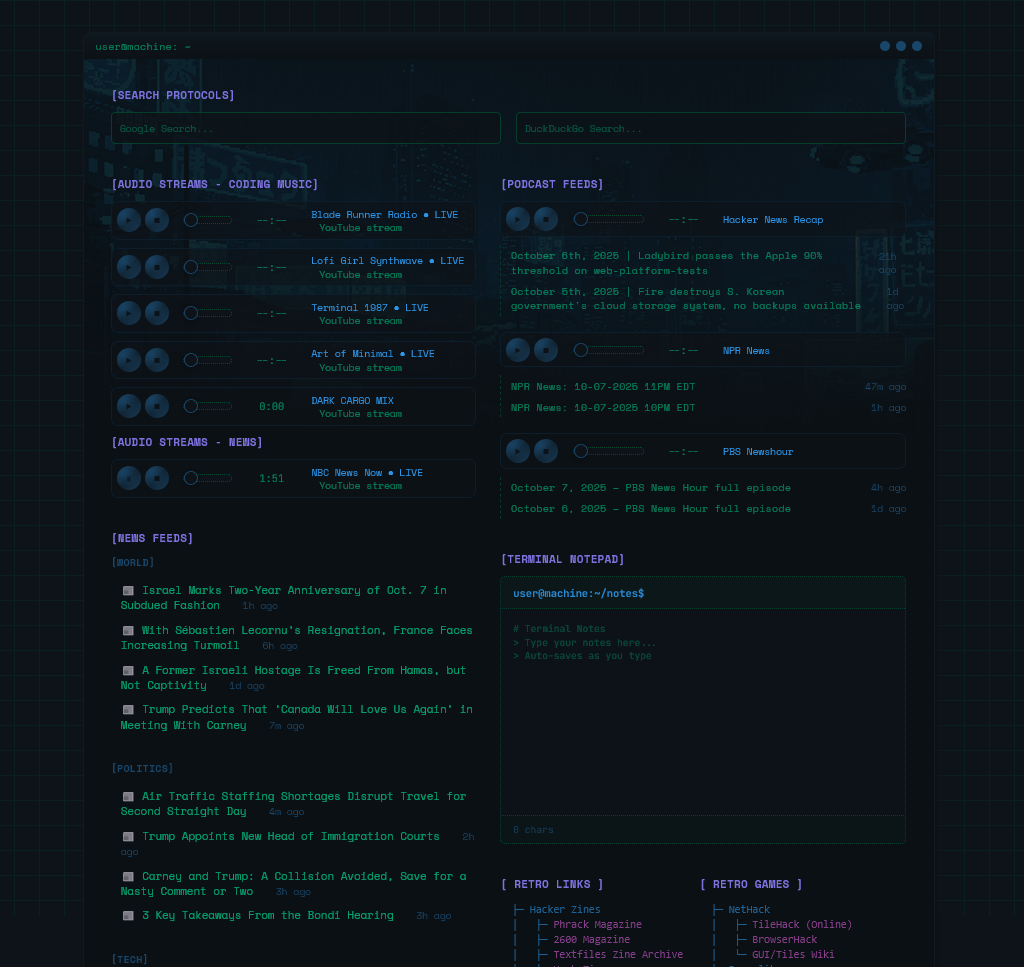 user@machine: ~
[SEARCH PROTOCOLS]
Google Search...
DuckDuckGo Search...
[AUDIO STREAMS - CODING MUSIC]
--:--
Blade Runner Radio ● LIVE
YouTube stream
--:--
Lofi Girl Synthwave ● LIVE
YouTube stream
--:--
Terminal 1987 ● LIVE
YouTube stream
--:--
Art of Minimal ● LIVE
YouTube stream
0:00
DARK CARGO MIX
YouTube stream
[AUDIO STREAMS - NEWS]
1:51
NBC News Now ● LIVE
YouTube stream
[NEWS FEEDS]
[WORLD]
Israel Marks Two-Year Anniversary of Oct. 7 in
Subdued Fashion 1h ago
With Sébastien Lecornu's Resignation, France Faces
Increasing Turmoil 6h ago
A Former Israeli Hostage Is Freed From Hamas, but
Not Captivity 1d ago
Trump Predicts That 'Canada Will Love Us Again' in
Meeting With Carney 7m ago
[POLITICS]
Air Traffic Staffing Shortages Disrupt Travel for
Second Straight Day 4m ago
Trump Appoints New Head of Immigration Courts 2h
ago
Carney and Trump: A Collision Avoided, Save for a
Nasty Comment or Two 3h ago
3 Key Takeaways From the Bondi Hearing 3h ago
[TECH]
[PODCAST FEEDS]
--:--
Hacker News Recap
October 6th, 2025 | Ladybird passes the Apple 90% 21h
threshold on web-platform-tests ago
October 5th, 2025 | Fire destroys S. Korean 1d
government's cloud storage system, no backups available ago
--:--
NPR News
NPR News: 10-07-2025 11PM EDT 47m ago
NPR News: 10-07-2025 10PM EDT 1h ago
--:--
PBS Newshour
October 7, 2025 – PBS News Hour full episode 4h ago
October 6, 2025 – PBS News Hour full episode 1d ago
[TERMINAL NOTEPAD]
user@machine:~/notes$
# Terminal Notes
> Type your notes here...
> Auto-saves as you type
0 chars
[ RETRO LINKS ]
├─ Hacker Zines
│ ├─ Phrack Magazine
│ ├─ 2600 Magazine
│ ├─ Textfiles Zine Archive
[ RETRO GAMES ]
├─ NetHack
│ ├─ TileHack (Online)
│ ├─ BrowserHack
│ └─ GUI/Tiles Wiki